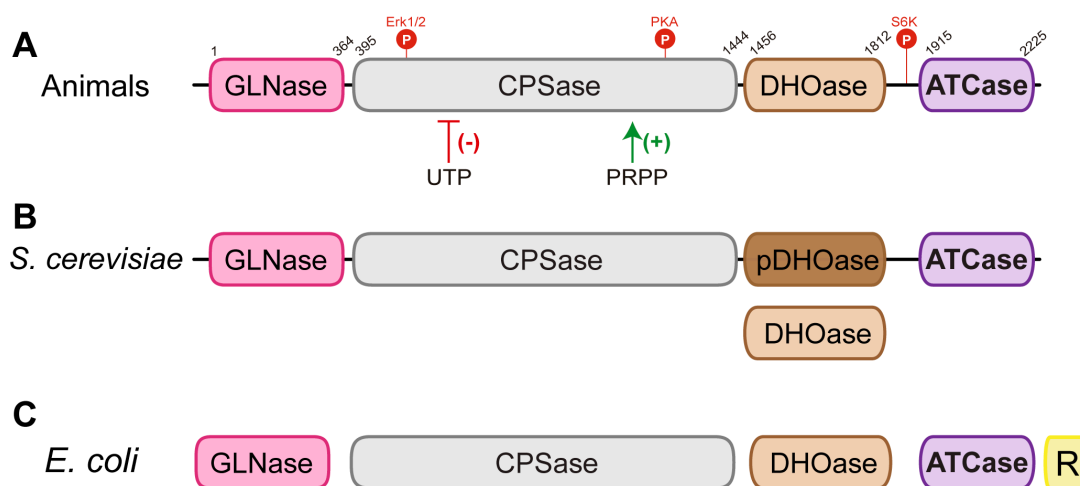 A
Erk1/2
PKA
S6K
P
P
P
1
364
395
1444
1456
1812
1915
2225
Animals
GLNase
CPSase
DHOase
ATCase
(-)
(+)
UTP
PRPP
B
S. cerevisiae
GLNase
CPSase
pDHOase
ATCase
DHOase
C
E. coli
GLNase
CPSase
DHOase
ATCase
R